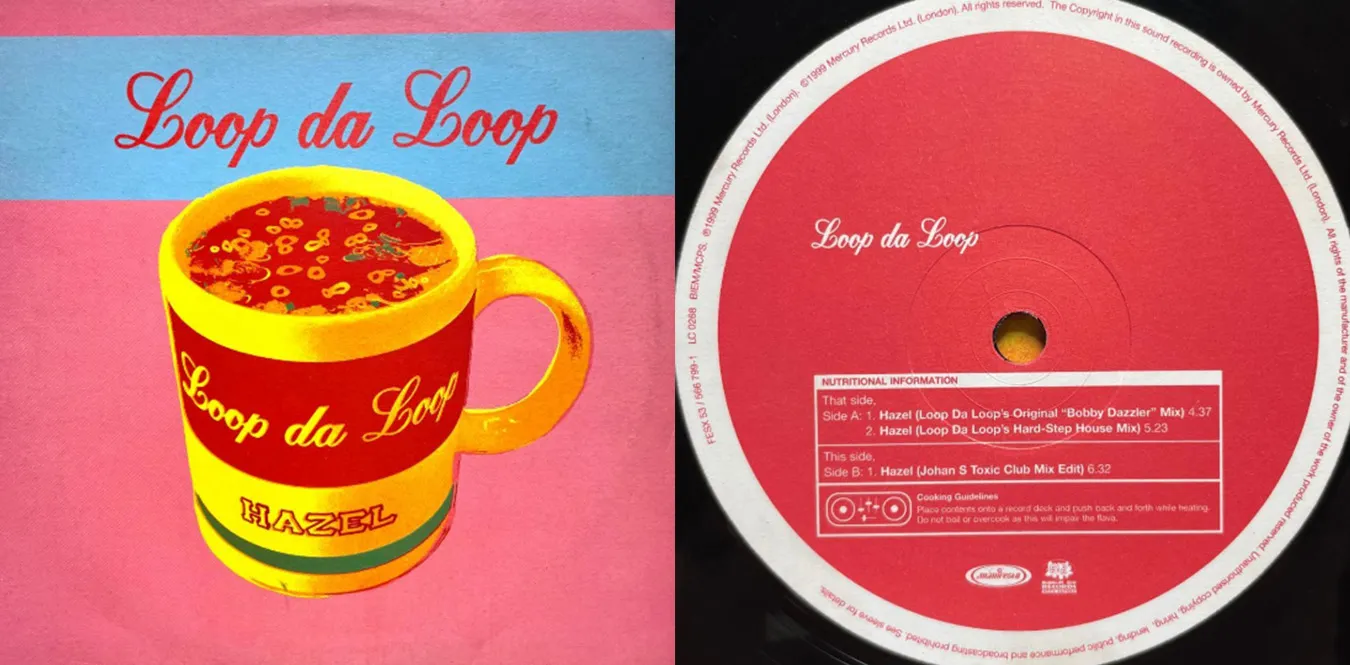 Loop da Loop
Loop da Loop
HAZEL
℗1999 Mercury Records Ltd. (London). ©1999 Mercury Records Ltd. (London). All rights reserved. The Copyright in this sound recording is owned by Mercury Records Ltd. (London). All rights of the manufacturer and of the owner of the work produced reserved. Unauthorised copying, hiring, lending, public performance and broadcasting prohibited. See sleeve for details.
FESX 53 / 566 799-1 LC 0268 BIEM/MCPS.
Loop da Loop
NUTRITIONAL INFORMATION
That side,
Side A: 1. Hazel (Loop Da Loop's Original "Bobby Dazzler" Mix) 4.37
2. Hazel (Loop Da Loop's Hard-Step House Mix) 5.23
This side,
Side B: 1. Hazel (Johan S Toxic Club Mix Edit) 6.32
Cooking Guidelines
Place contents onto a record deck and push back and forth while heating.
Do not boil or overcook as this will impair the flava.
manifesto